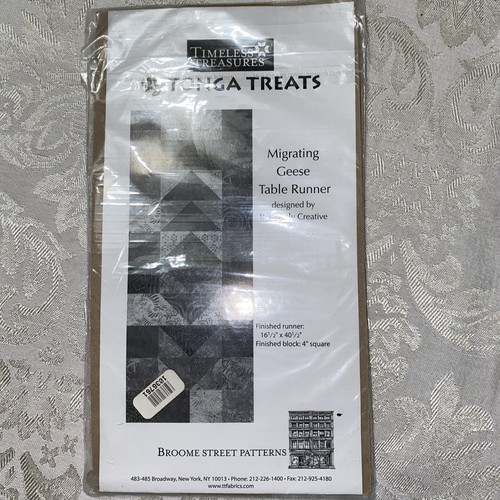 TIMELESS
TREASURES
TONGA TREATS
Migrating
Geese
Table Runner
designed by
Creative
Finished runner:
16½" x 40½"
Finished block: 4" square
10336761
BROOME STREET PATTERNS
483-485 Broadway, New York, NY 10013 • Phone: 212-226-1400 • Fax: 212-925-4180
www.ttfabrics.com